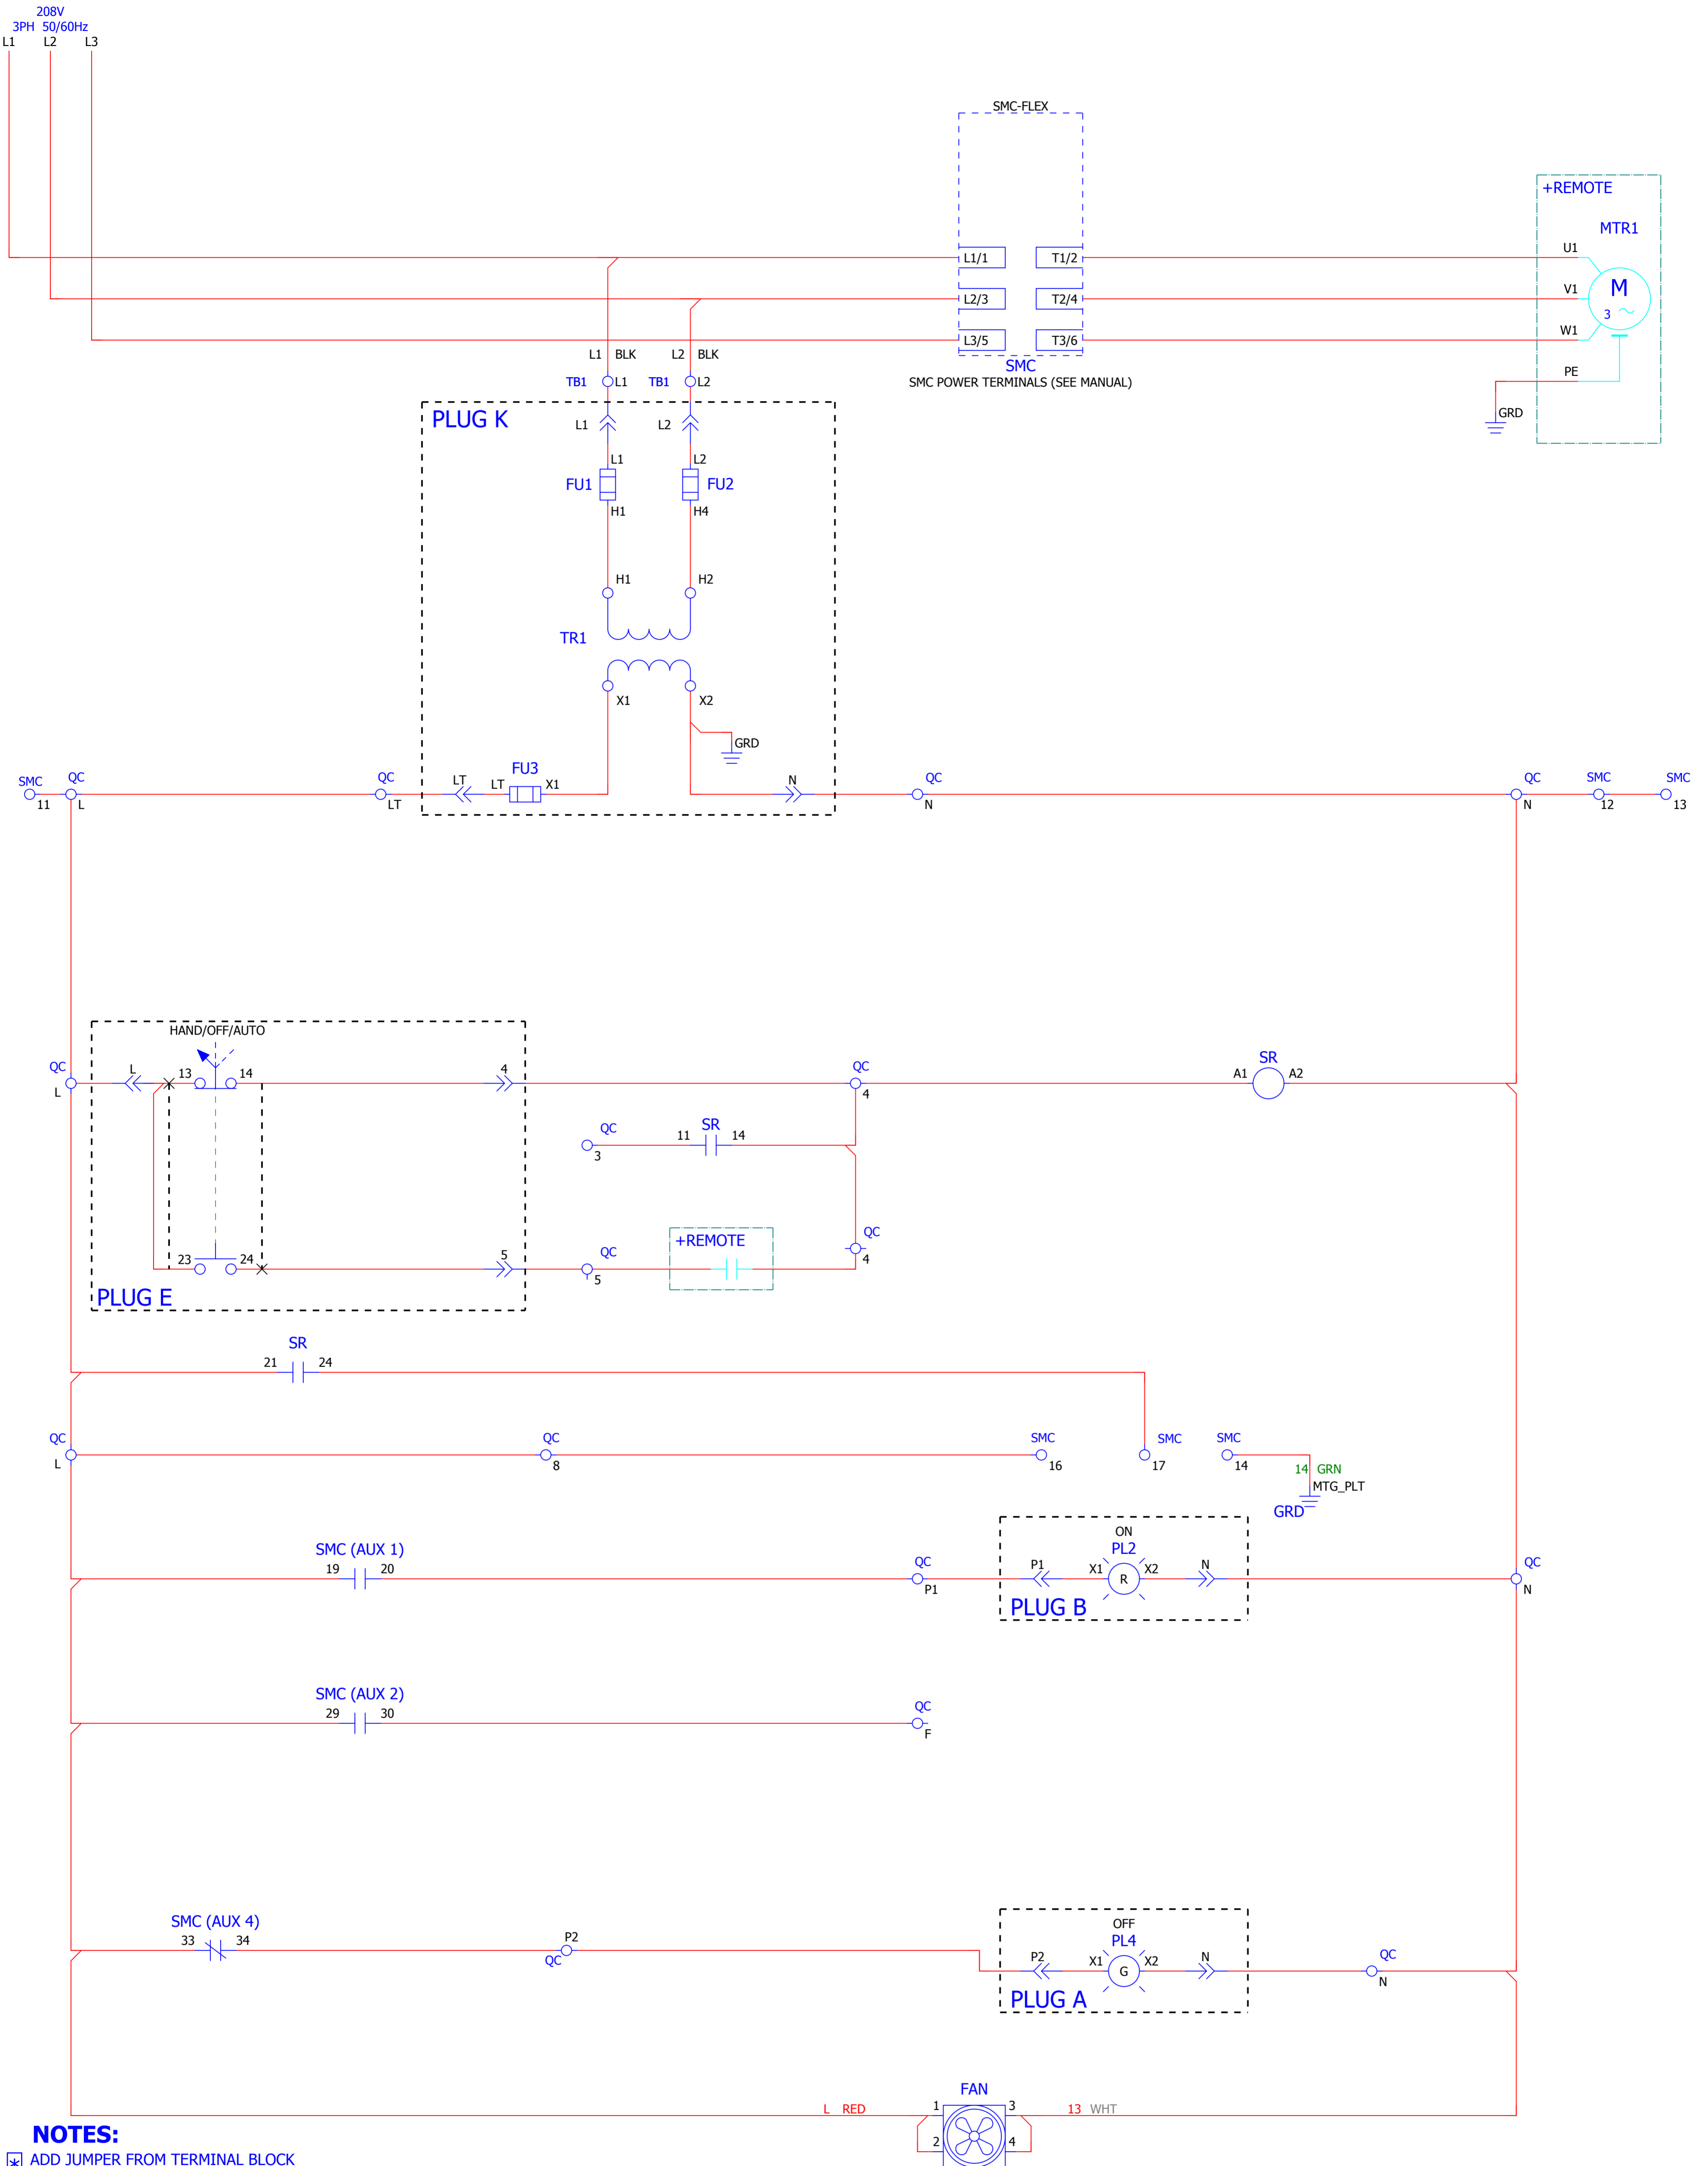 208V
3PH 50/60Hz
L1 L2 L3
SMC-FLEX
+REMOTE
MTR1
L1/1 T1/2 U1
L2/3 T2/4 V1 M
3
L3/5 T3/6 W1
L1 BLK L2 BLK
SMC
SMC POWER TERMINALS (SEE MANUAL)
PE
TB1 L1 TB1 L2
GRD
PLUG K
L1 L2
L1 L2
FU1 FU2
H1 H4
H1 H2
TR1
X1 X2
GRD
FU3
SMC QC QC LT LT X1 N QC QC SMC SMC
11 L LT N N 12 13
HAND/OFF/AUTO
QC L 13 14 4 QC A1 SR A2
L 4
QC 11 SR 14
3
+REMOTE QC
4
23 24 5 QC
5
PLUG E
SR
21 24
QC QC SMC SMC SMC
L 8 16 17 14
14 GRN
MTG_PLT
GRD
ON
SMC (AUX 1) PL2
19 20 QC P1 X1 R X2 N QC
P1 N
PLUG B
SMC (AUX 2)
29 30 QC
F
SMC (AUX 4) OFF
33 34 P2 PL4
QC P2 X1 G X2 N QC
N
PLUG A
FAN
L RED 1 3 13 WHT
2 4
NOTES:
* ADD JUMPER FROM TERMINAL BLOCK